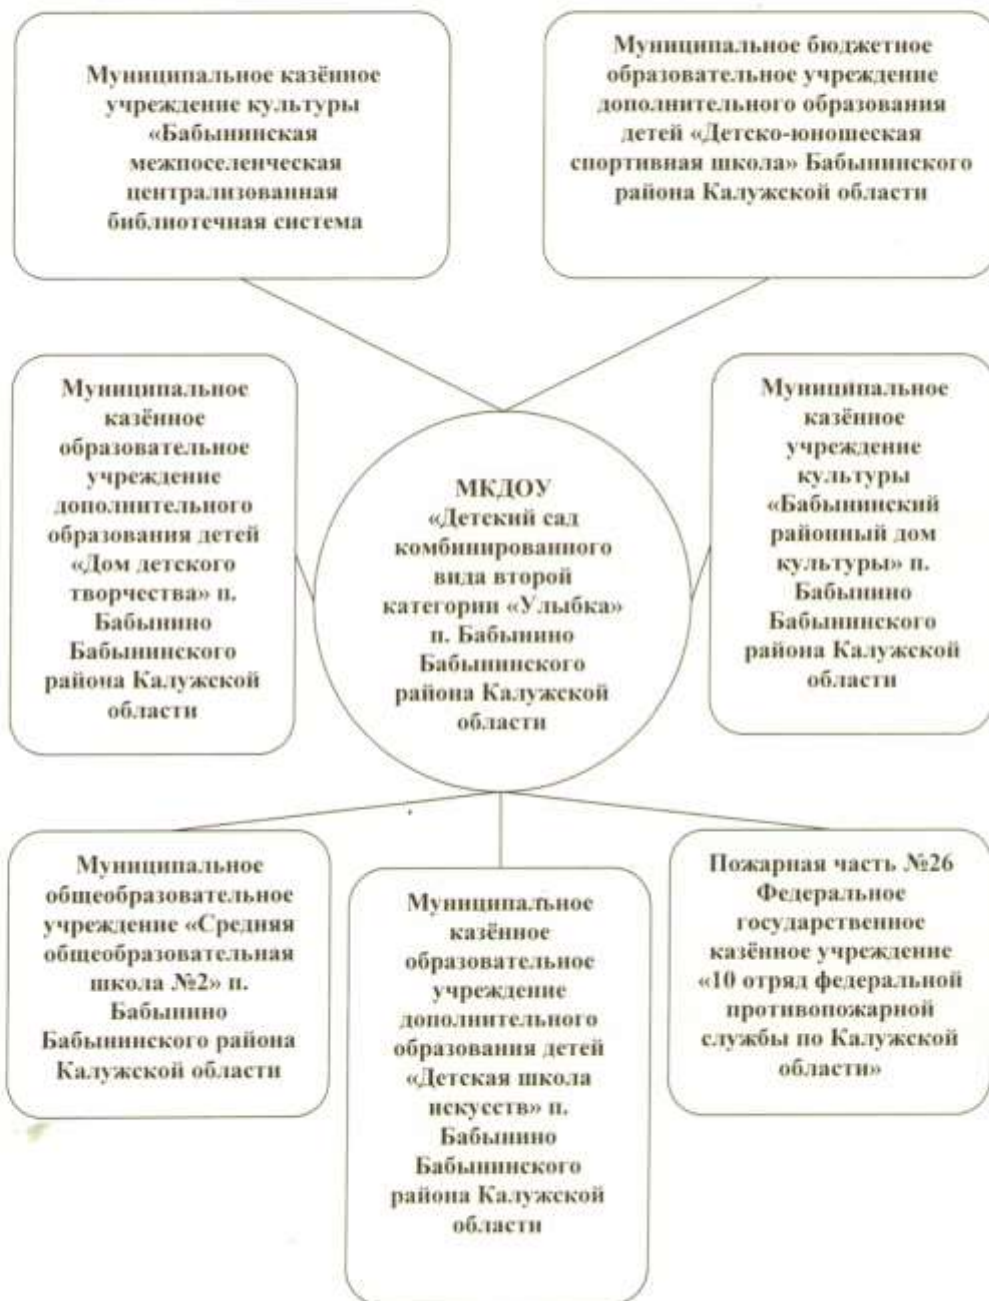 Муниципальное казённое
учреждение культуры
«Бабынинская
межпоселенческая
централизованная
библиотечная система
Муниципальное бюджетное
образовательное учреждение
дополнительного образования
детей «Детско-юношеская
спортивная школа» Бабынинского
района Калужской области
Муниципальное
казённое
образовательное
учреждение
дополнительного
образования детей
«Дом детского
творчества» п.
Бабынино
Бабынинского
района Калужской
области
МКДОУ
«Детский сад
комбинированного
вида второй
категории «Улыбка»
п. Бабынино
Бабынинского
района Калужской
области
Муниципальное
казённое
учреждение
культуры
«Бабынинский
районный дом
культуры» п.
Бабынино
Бабынинского
района Калужской
области
Муниципальное
общеобразовательное
учреждение «Средняя
общеобразовательная
школа №2» п.
Бабынино
Бабынинского района
Калужской области
Муниципальное
казённое
образовательное
учреждение
дополнительного
образования детей
«Детская школа
искусств» п.
Бабынино
Бабынинского
района Калужской
области
Пожарная часть №26
Федеральное
государственное
казённое учреждение
«10 отряд федеральной
противопожарной
службы по Калужской
области»